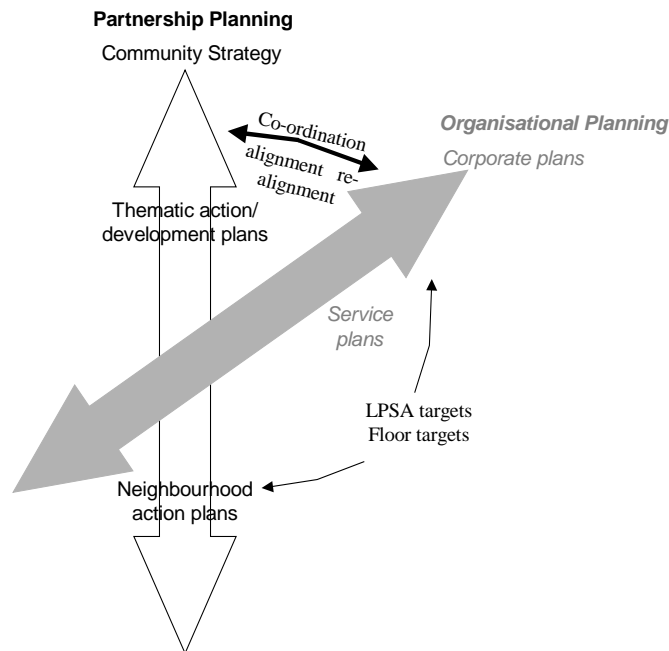 Partnership Planning
Community Strategy
Co-ordination
alignment re-
alignment
Organisational Planning
Corporate plans
Thematic action/
development plans
Service
plans
LPSA targets
Floor targets
Neighbourhood
action plans